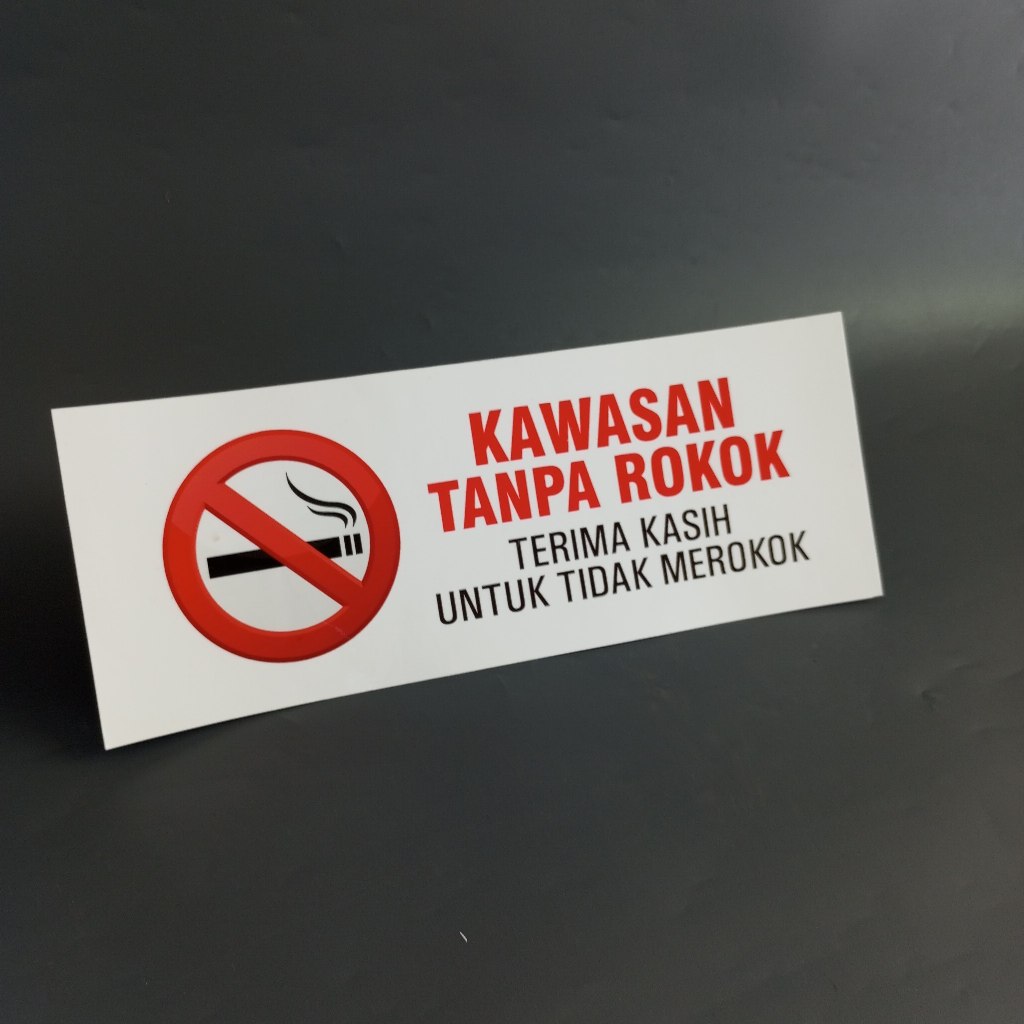 KAWASAN
TANPA ROKOK
TERIMA KASIH
UNTUK TIDAK MEROKOK